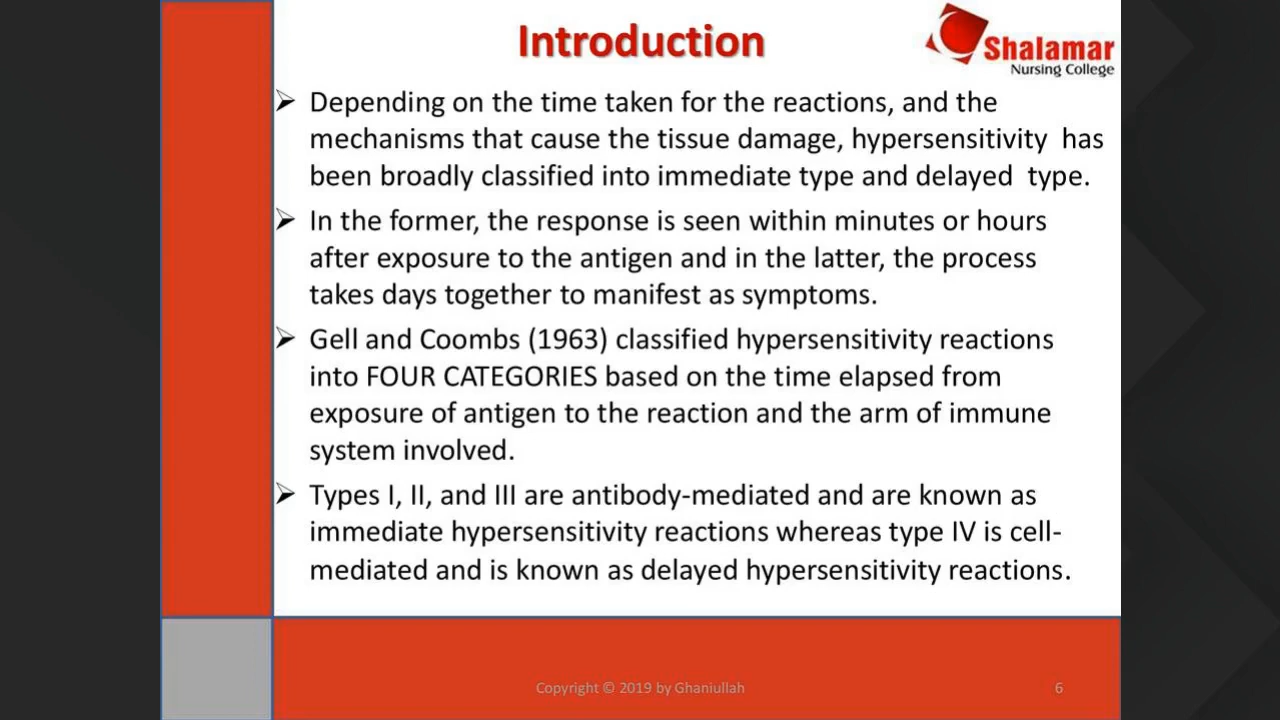 Introduction
Shalamar
Nursing College
Depending on the time taken for the reactions, and the
mechanisms that cause the tissue damage, hypersensitivity has
been broadly classified into immediate type and delayed type.
In the former, the response is seen within minutes or hours
after exposure to the antigen and in the latter, the process
takes days together to manifest as symptoms.
Gell and Coombs (1963) classified hypersensitivity reactions
into FOUR CATEGORIES based on the time elapsed from
exposure of antigen to the reaction and the arm of immune
system involved.
Types I, II, and III are antibody-mediated and are known as
immediate hypersensitivity reactions whereas type IV is cell-
mediated and is known as delayed hypersensitivity reactions.
Copyright © 2019 by Ghaniullah
6